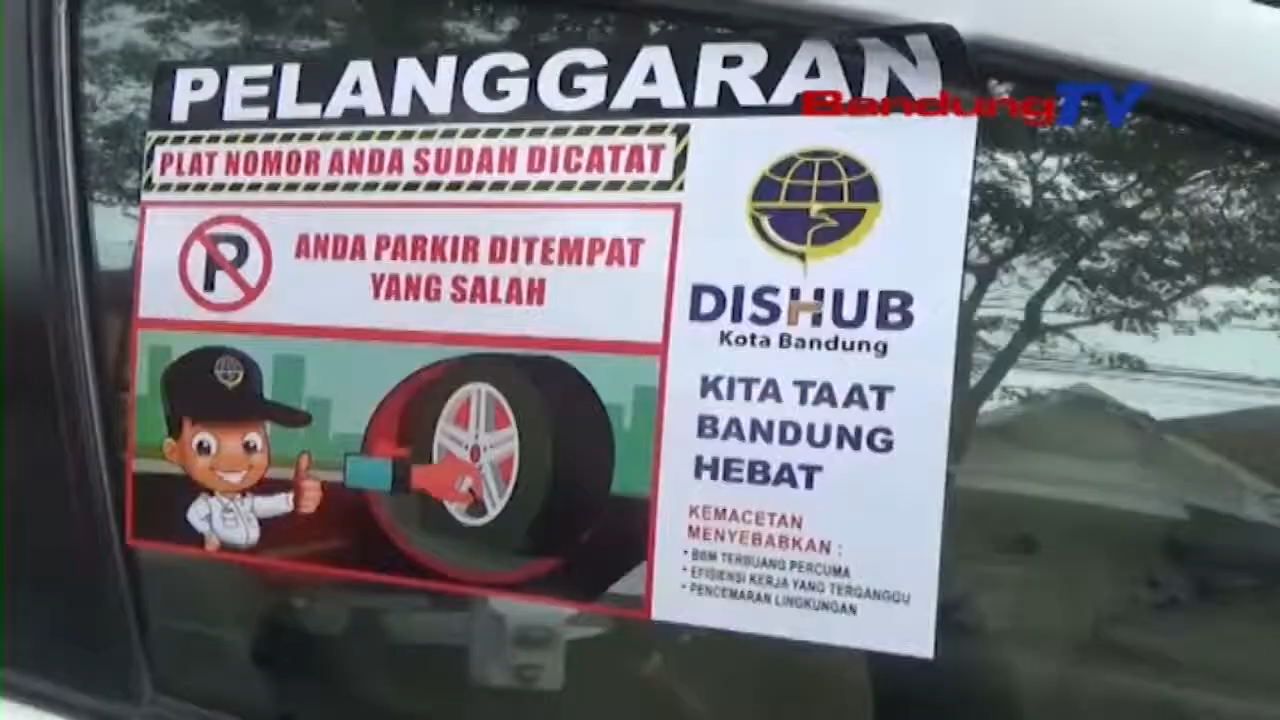 PELANGGARAN
BandungTV
PLAT NOMOR ANDA SUDAH DICATAT
P
ANDA PARKIR DITEMPAT
YANG SALAH
DISHUB
Kota Bandung
KITA TAAT
BANDUNG
HEBAT
KEMACETAN
MENYEBABKAN :
• BBM TERBUANG PERCUMA
• EFISIENSI KERJA YANG TERGANGGU
• PENCEMARAN LINGKUNGAN